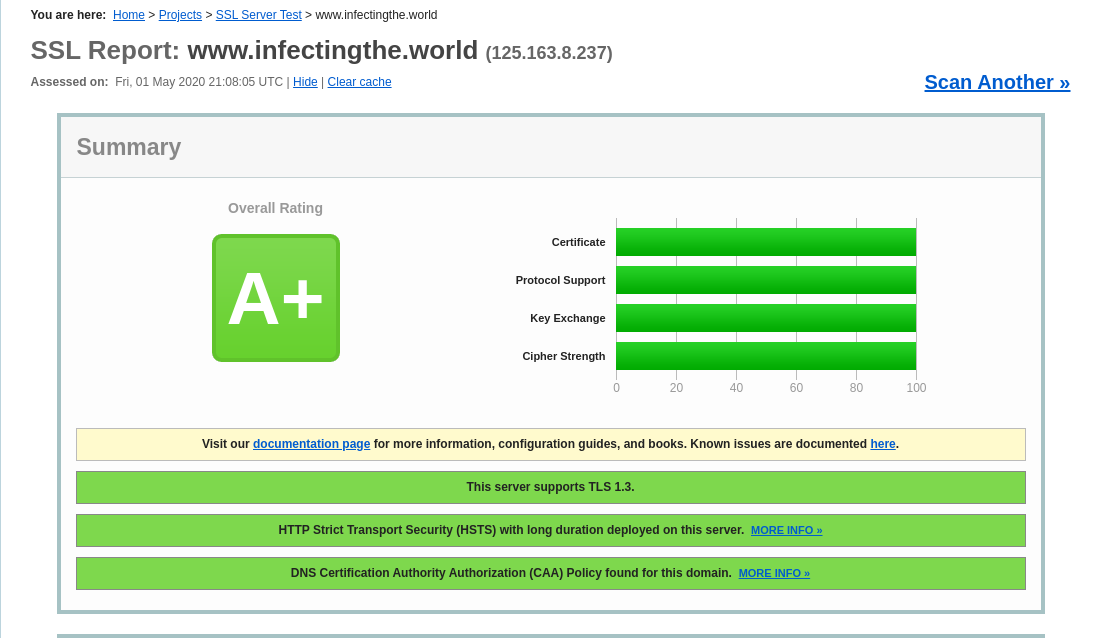 You are here: Home > Projects > SSL Server Test > www.infectingthe.world
SSL Report: www.infectingthe.world (125.163.8.237)
Assessed on: Fri, 01 May 2020 21:08:05 UTC | Hide | Clear cache
Scan Another »
Summary
Overall Rating
A+
Certificate
Protocol Support
Key Exchange
Cipher Strength
0 20 40 60 80 100
Visit our documentation page for more information, configuration guides, and books. Known issues are documented here.
This server supports TLS 1.3.
HTTP Strict Transport Security (HSTS) with long duration deployed on this server. MORE INFO »
DNS Certification Authority Authorization (CAA) Policy found for this domain. MORE INFO »